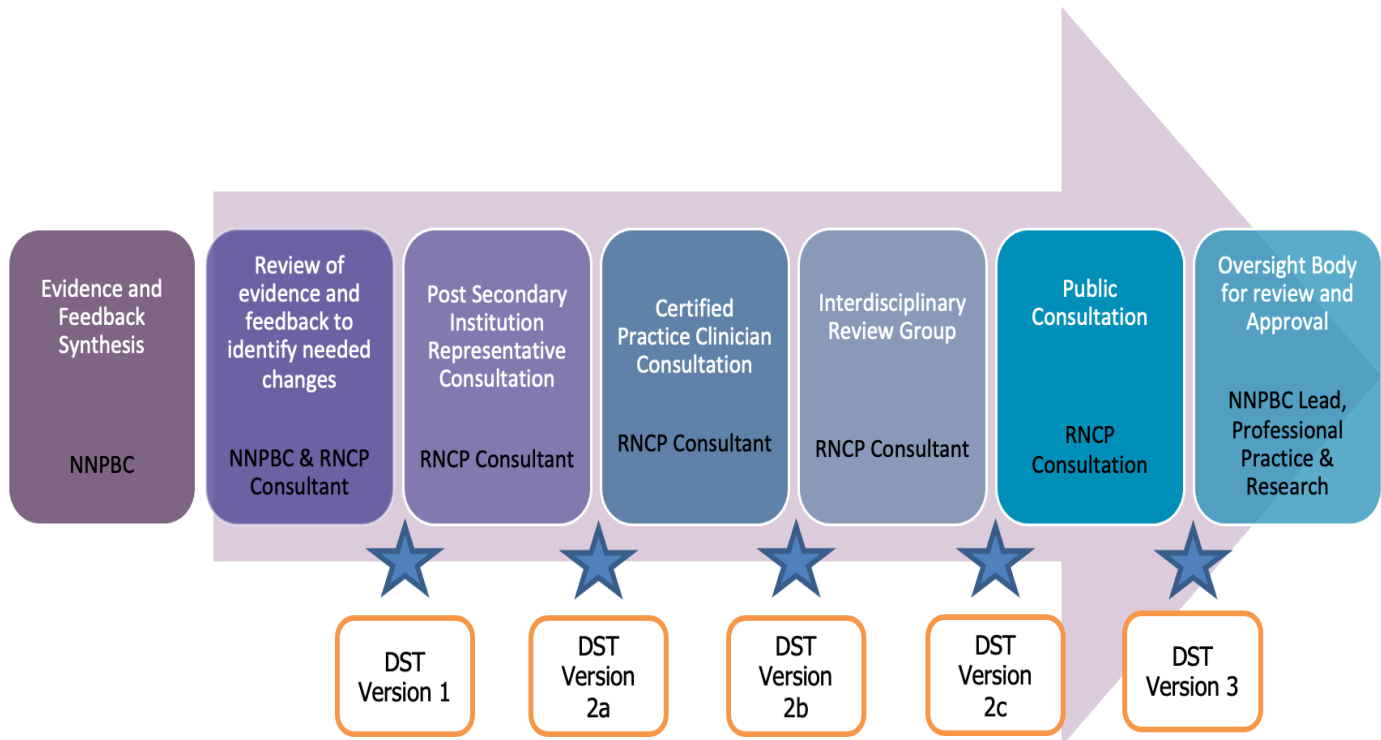 Evidence and
Feedback
Synthesis
NNPBC
Review of
evidence and
feedback to
identify needed
changes
NNPBC & RNCP
Consultant
Post Secondary
Institution
Representative
Consultation
RNCP Consultant
Certified
Practice Clinician
Consultation
RNCP Consultant
Interdisciplinary
Review Group
RNCP Consultant
Public
Consultation
RNCP
Consultation
Oversight Body
for review and
Approval
NNPBC Lead,
Professional
Practice &
Research
DST
Version 1
DST
Version
2a
DST
Version
2b
DST
Version
2c
DST
Version 3